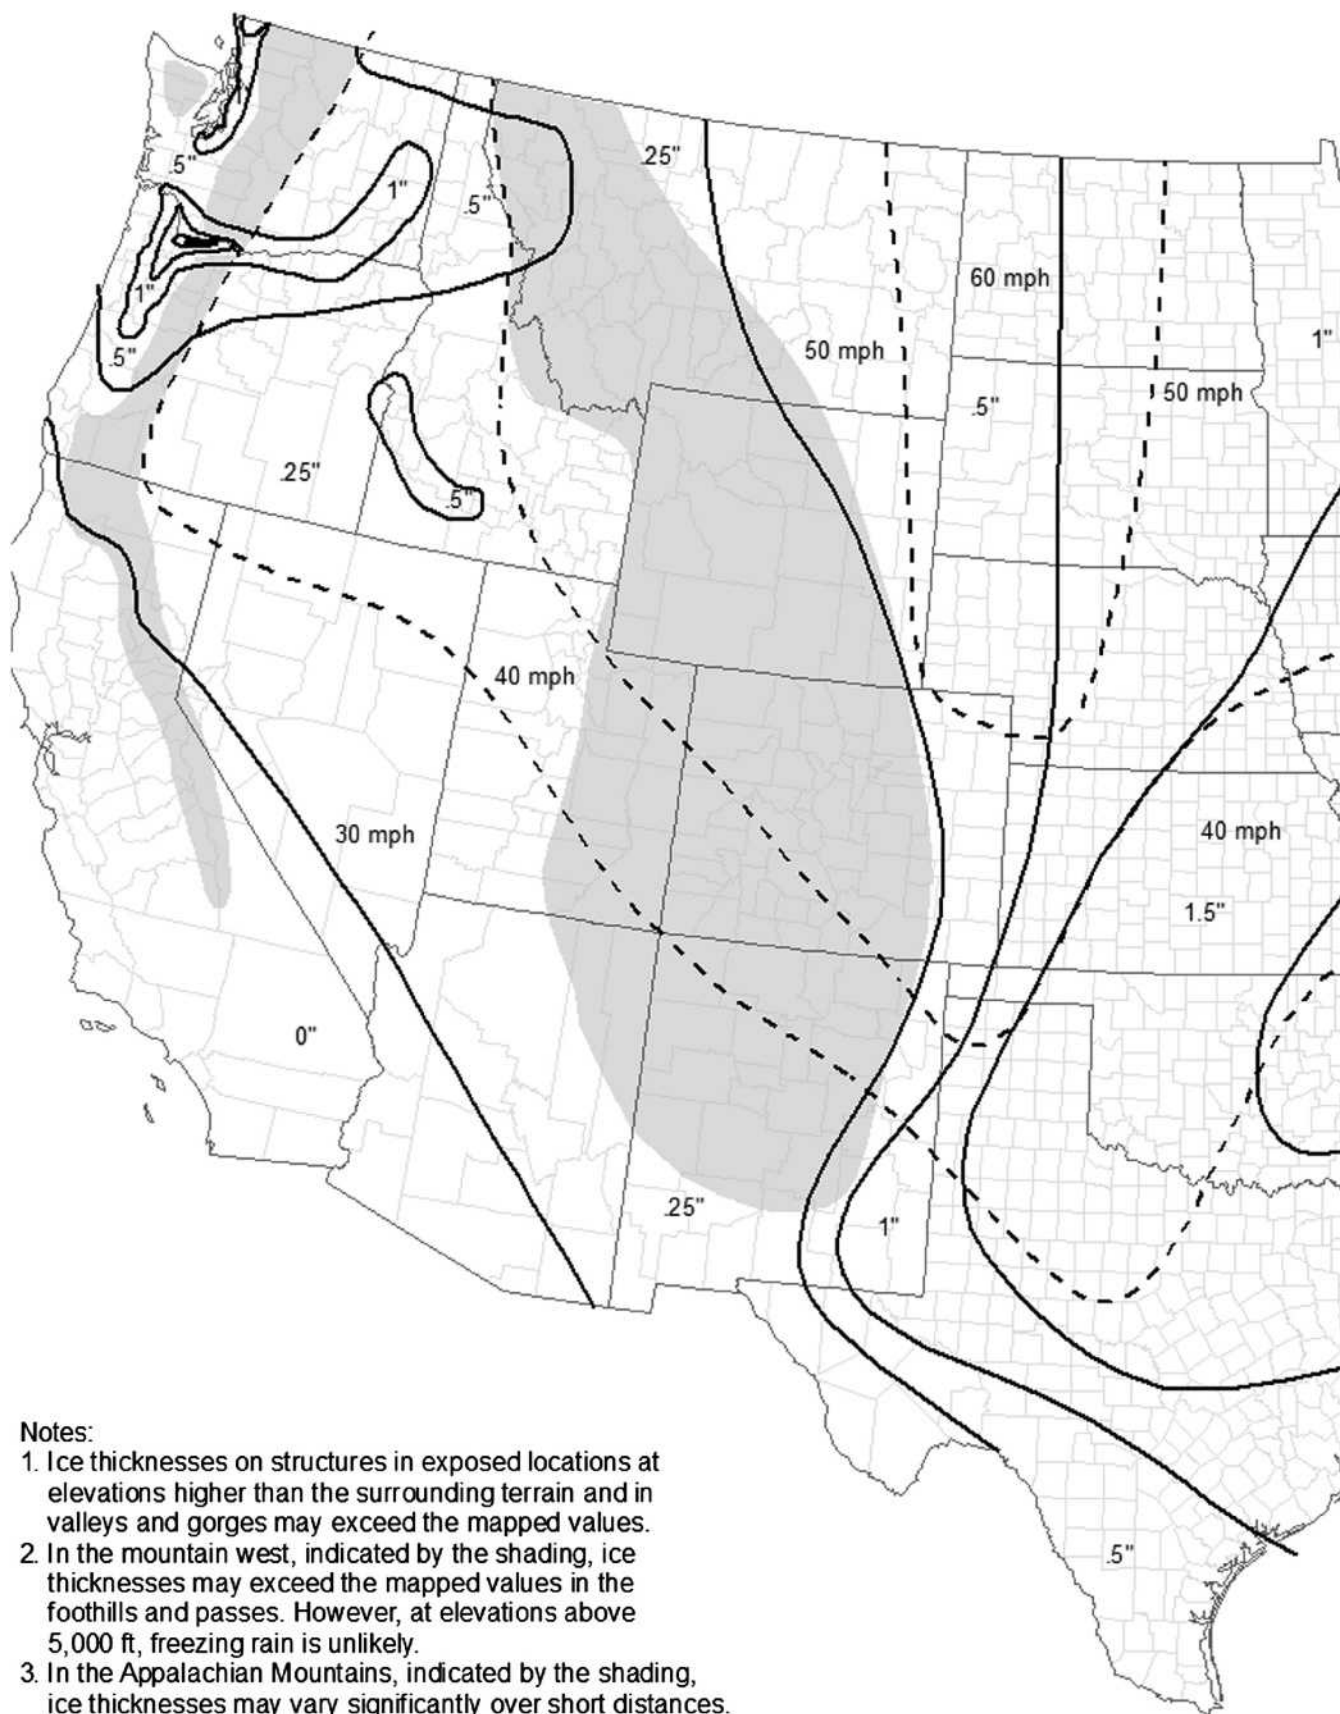 .25"
.5"
1"
.5"
60 mph
1"
1"
50 mph
.5"
50 mph
.5"
.25"
.5"
40 mph
30 mph
40 mph
1.5"
0"
.25"
1"
.5"
Notes:
1. Ice thicknesses on structures in exposed locations at
elevations higher than the surrounding terrain and in
valleys and gorges may exceed the mapped values.
2. In the mountain west, indicated by the shading, ice
thicknesses may exceed the mapped values in the
foothills and passes. However, at elevations above
5,000 ft, freezing rain is unlikely.
3. In the Appalachian Mountains, indicated by the shading,
ice thicknesses may vary significantly over short distances.